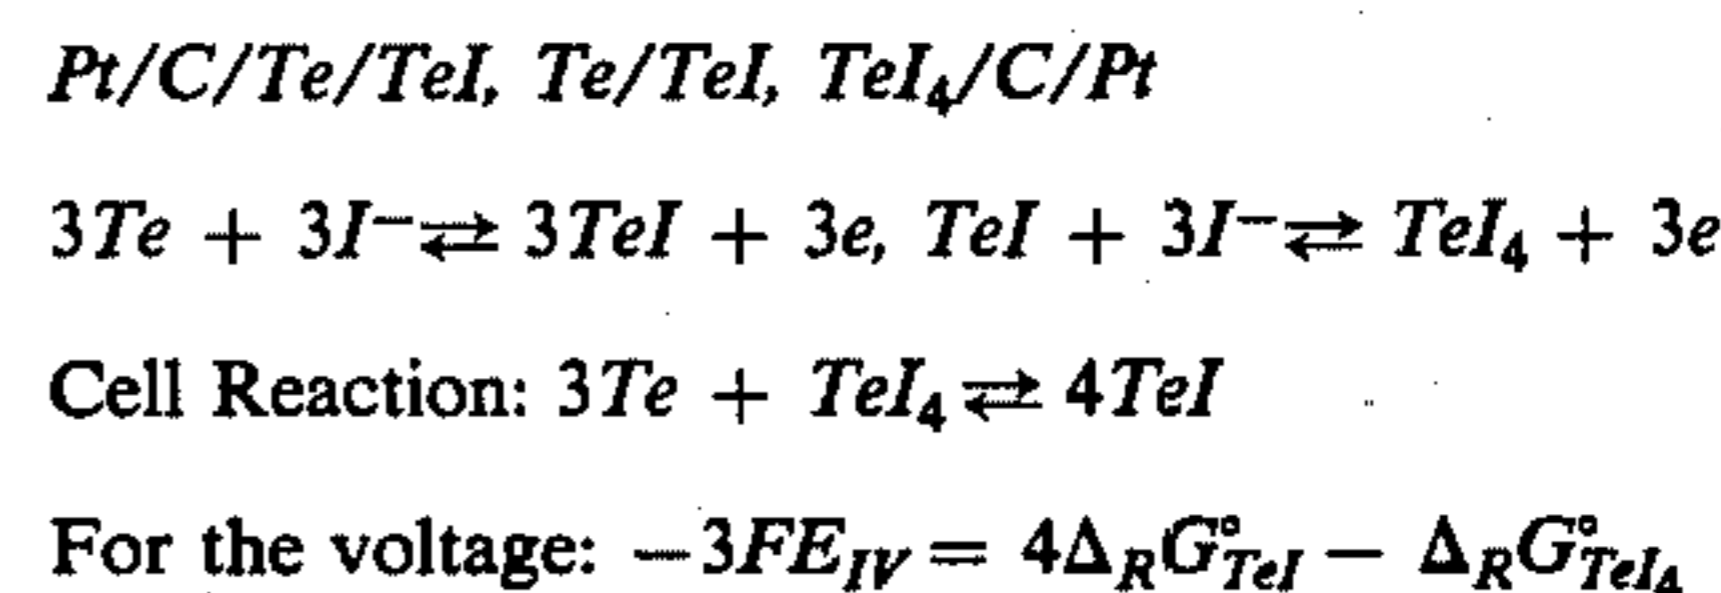 Pt/C/Te/TeI, Te/TeI, TeI₄/C/Pt
3Te + 3I⁻ ⇄ 3TeI + 3e, TeI + 3I⁻ ⇄ TeI₄ + 3e
Cell Reaction: 3Te + TeI₄ ⇄ 4TeI
For the voltage: −3FE_IV = 4Δ_RG°_TeI − Δ_RG°_TeI₄